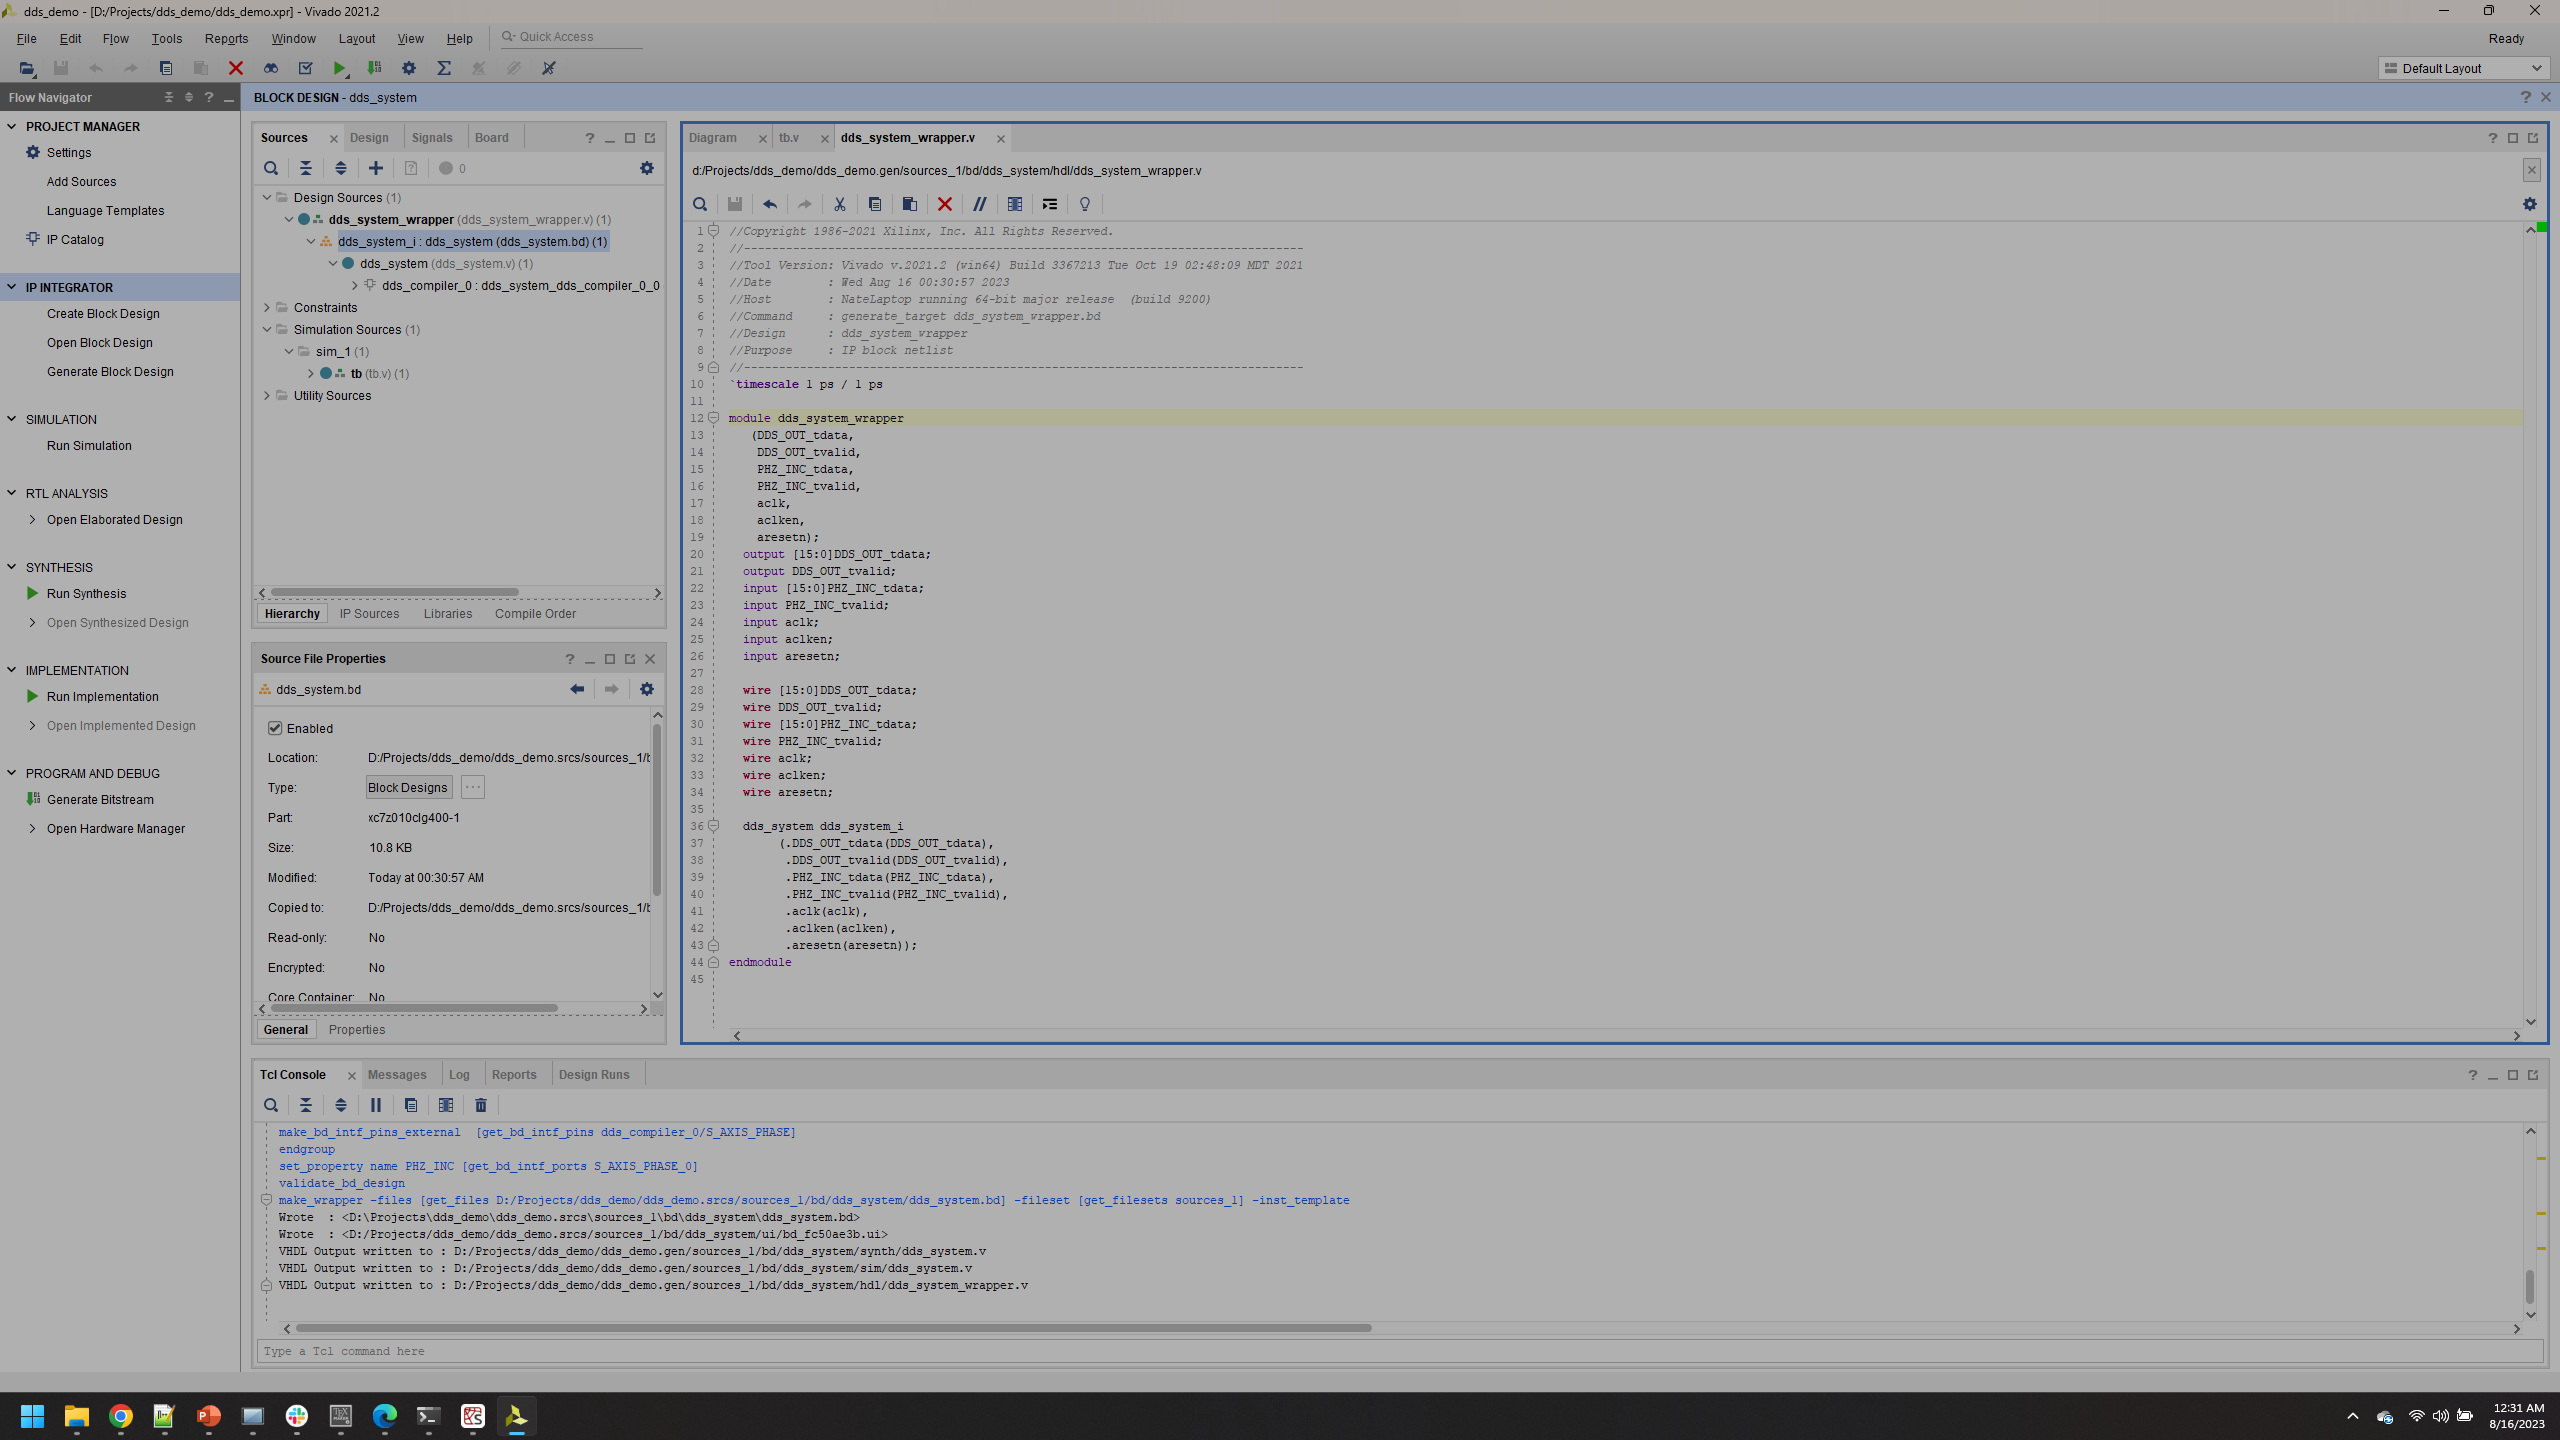 dds_demo - [D:/Projects/dds_demo/dds_demo.xpr] - Vivado 2021.2
File Edit Flow Tools Reports Window Layout View Help Quick Access Ready
Default Layout
Flow Navigator
PROJECT MANAGER
Settings
Add Sources
Language Templates
IP Catalog
IP INTEGRATOR
Create Block Design
Open Block Design
Generate Block Design
SIMULATION
Run Simulation
RTL ANALYSIS
Open Elaborated Design
SYNTHESIS
Run Synthesis
Open Synthesized Design
IMPLEMENTATION
Run Implementation
Open Implemented Design
PROGRAM AND DEBUG
Generate Bitstream
Open Hardware Manager
BLOCK DESIGN - dds_system
Sources Design Signals Board
0
Design Sources (1)
dds_system_wrapper (dds_system_wrapper.v) (1)
dds_system_i : dds_system (dds_system.bd) (1)
dds_system (dds_system.v) (1)
dds_compiler_0 : dds_system_dds_compiler_0_0
Constraints
Simulation Sources (1)
sim_1 (1)
tb (tb.v) (1)
Utility Sources
Hierarchy IP Sources Libraries Compile Order
Source File Properties
dds_system.bd
Enabled
Location: D:/Projects/dds_demo/dds_demo.srcs/sources_1/b
Type: Block Designs ...
Part: xc7z010clg400-1
Size: 10.8 KB
Modified: Today at 00:30:57 AM
Copied to: D:/Projects/dds_demo/dds_demo.srcs/sources_1/b
Read-only: No
Encrypted: No
Core Container: No
General Properties
Diagram tb.v dds_system_wrapper.v
d:/Projects/dds_demo/dds_demo.gen/sources_1/bd/dds_system/hdl/dds_system_wrapper.v
1 //Copyright 1986-2021 Xilinx, Inc. All Rights Reserved.
2 //--------------------------------------------------------------------------------
3 //Tool Version: Vivado v.2021.2 (win64) Build 3367213 Tue Oct 19 02:48:09 MDT 2021
4 //Date        : Wed Aug 16 00:30:57 2023
5 //Host        : NateLaptop running 64-bit major release  (build 9200)
6 //Command     : generate_target dds_system_wrapper.bd
7 //Design      : dds_system_wrapper
8 //Purpose     : IP block netlist
9 //--------------------------------------------------------------------------------
10 `timescale 1 ps / 1 ps
11
12 module dds_system_wrapper
13 (DDS_OUT_tdata,
14 DDS_OUT_tvalid,
15 PHZ_INC_tdata,
16 PHZ_INC_tvalid,
17 aclk,
18 aclken,
19 aresetn);
20 output [15:0]DDS_OUT_tdata;
21 output DDS_OUT_tvalid;
22 input [15:0]PHZ_INC_tdata;
23 input PHZ_INC_tvalid;
24 input aclk;
25 input aclken;
26 input aresetn;
27
28 wire [15:0]DDS_OUT_tdata;
29 wire DDS_OUT_tvalid;
30 wire [15:0]PHZ_INC_tdata;
31 wire PHZ_INC_tvalid;
32 wire aclk;
33 wire aclken;
34 wire aresetn;
35
36 dds_system dds_system_i
37 (.DDS_OUT_tdata(DDS_OUT_tdata),
38 .DDS_OUT_tvalid(DDS_OUT_tvalid),
39 .PHZ_INC_tdata(PHZ_INC_tdata),
40 .PHZ_INC_tvalid(PHZ_INC_tvalid),
41 .aclk(aclk),
42 .aclken(aclken),
43 .aresetn(aresetn));
44 endmodule
45
Tcl Console Messages Log Reports Design Runs
make_bd_intf_pins_external  [get_bd_intf_pins dds_compiler_0/S_AXIS_PHASE]
endgroup
set_property name PHZ_INC [get_bd_intf_ports S_AXIS_PHASE_0]
validate_bd_design
make_wrapper -files [get_files D:/Projects/dds_demo/dds_demo.srcs/sources_1/bd/dds_system/dds_system.bd] -fileset [get_filesets sources_1] -inst_template
Wrote  : <D:\Projects\dds_demo\dds_demo.srcs\sources_1\bd\dds_system\dds_system.bd>
Wrote  : <D:/Projects/dds_demo/dds_demo.srcs/sources_1/bd/dds_system/ui/bd_fc50ae3b.ui>
VHDL Output written to : D:/Projects/dds_demo/dds_demo.gen/sources_1/bd/dds_system/synth/dds_system.v
VHDL Output written to : D:/Projects/dds_demo/dds_demo.gen/sources_1/bd/dds_system/sim/dds_system.v
VHDL Output written to : D:/Projects/dds_demo/dds_demo.gen/sources_1/bd/dds_system/hdl/dds_system_wrapper.v
Type a Tcl command here
12:31 AM
8/16/2023